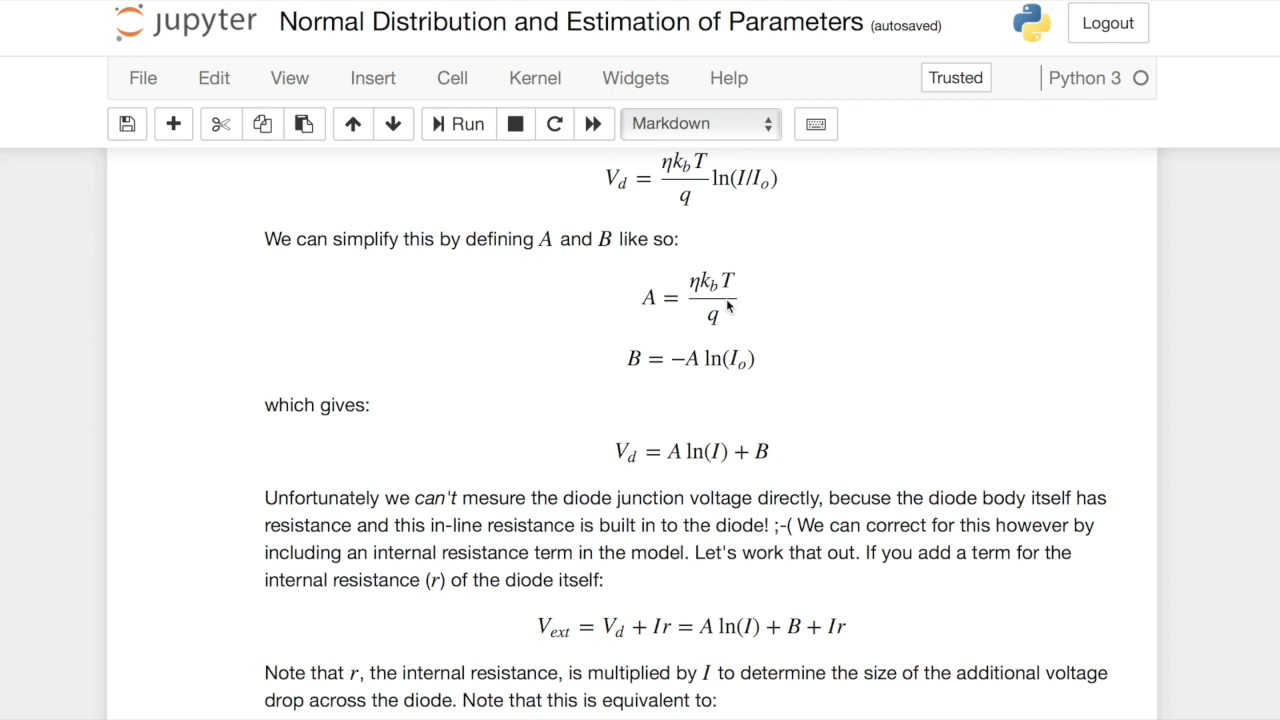 jupyter Normal Distribution and Estimation of Parameters (autosaved) Logout
File Edit View Insert Cell Kernel Widgets Help Trusted Python 3
Run Markdown
V_d = ηk_bT/q ln(I/I_o)
We can simplify this by defining A and B like so:
A = ηk_bT/q
B = −A ln(I_o)
which gives:
V_d = A ln(I) + B
Unfortunately we can't mesure the diode junction voltage directly, becuse the diode body itself has
resistance and this in-line resistance is built in to the diode! ;-( We can correct for this however by
including an internal resistance term in the model. Let's work that out. If you add a term for the
internal resistance (r) of the diode itself:
V_ext = V_d + Ir = A ln(I) + B + Ir
Note that r, the internal resistance, is multiplied by I to determine the size of the additional voltage
drop across the diode. Note that this is equivalent to: